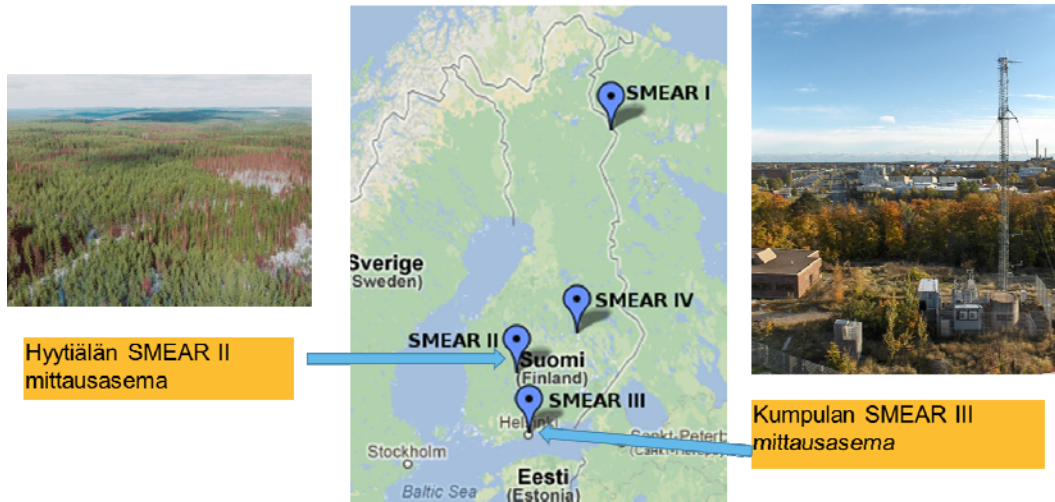 SMEAR I
Sverige
(Sweden)
SMEAR IV
SMEAR II
Suomi
(Finland)
SMEAR III
Helsinki
Stockholm
Eesti
(Estonia)
Baltic Sea
Hyytiälän SMEAR II
mittausasema
Kumpulan SMEAR III
mittausasema